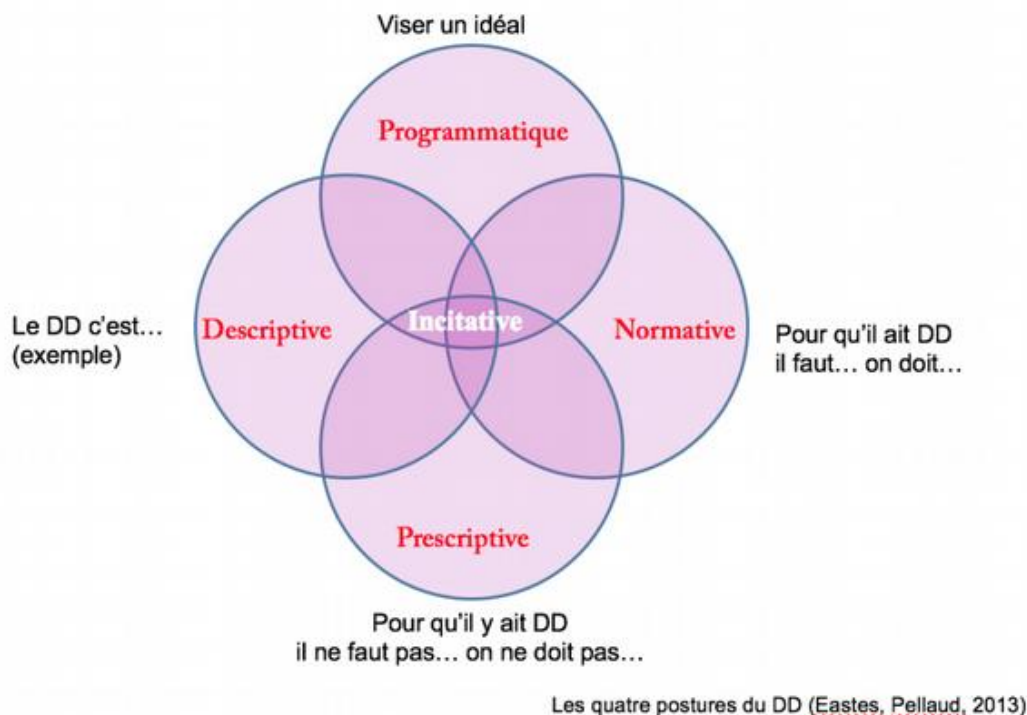 Viser un idéal
Programmatique
Le DD c'est...
(exemple)
Descriptive
Incitative
Normative
Pour qu'il ait DD
il faut... on doit...
Prescriptive
Pour qu'il y ait DD
il ne faut pas... on ne doit pas...
Les quatre postures du DD (Eastes, Pellaud, 2013)